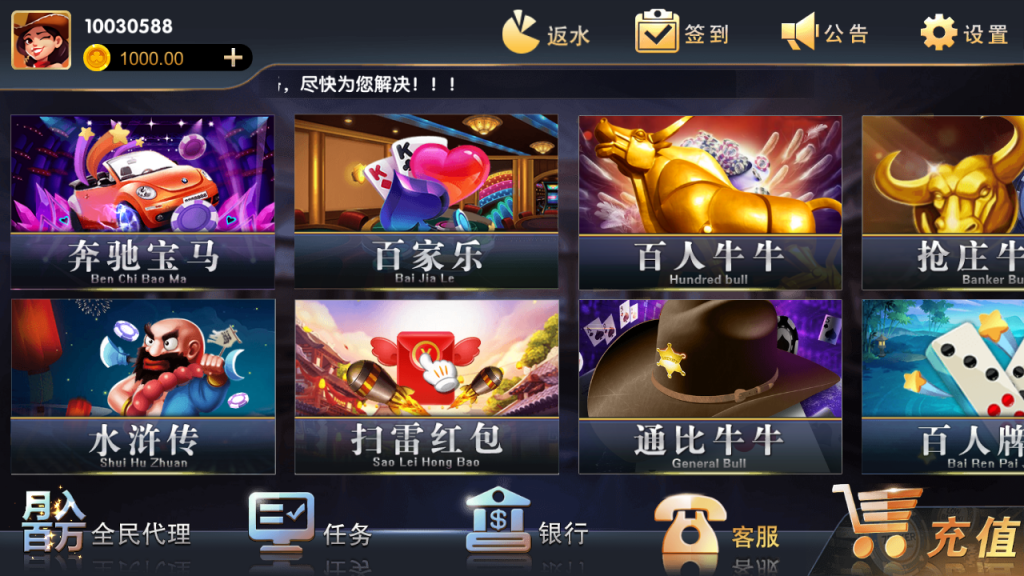 10030588
1000.00
返水
签到
公告
设置
，尽快为您解决！！！
奔驰宝马
Ben Chi Bao Ma
百家乐
Bai Jia Le
百人牛牛
Hundred bull
抢庄牛
Banker Bu
水浒传
Shui Hu Zhuan
扫雷红包
Sao Lei Hong Bao
通比牛牛
General Bull
百人牌
Bai Ren Pai
月入
百万
全民代理
任务
银行
客服
充值